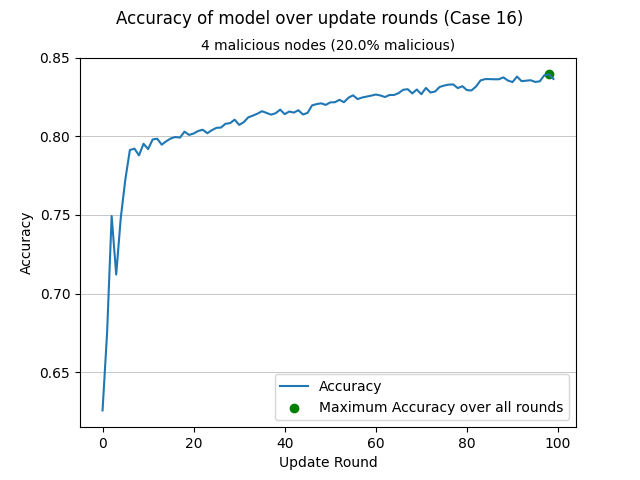 Accuracy of model over update rounds (Case 16)
4 malicious nodes (20.0% malicious)
0.85
0.80
0.75
0.70
0.65
Accuracy
Accuracy
Maximum Accuracy over all rounds
0
20
40
60
80
100
Update Round